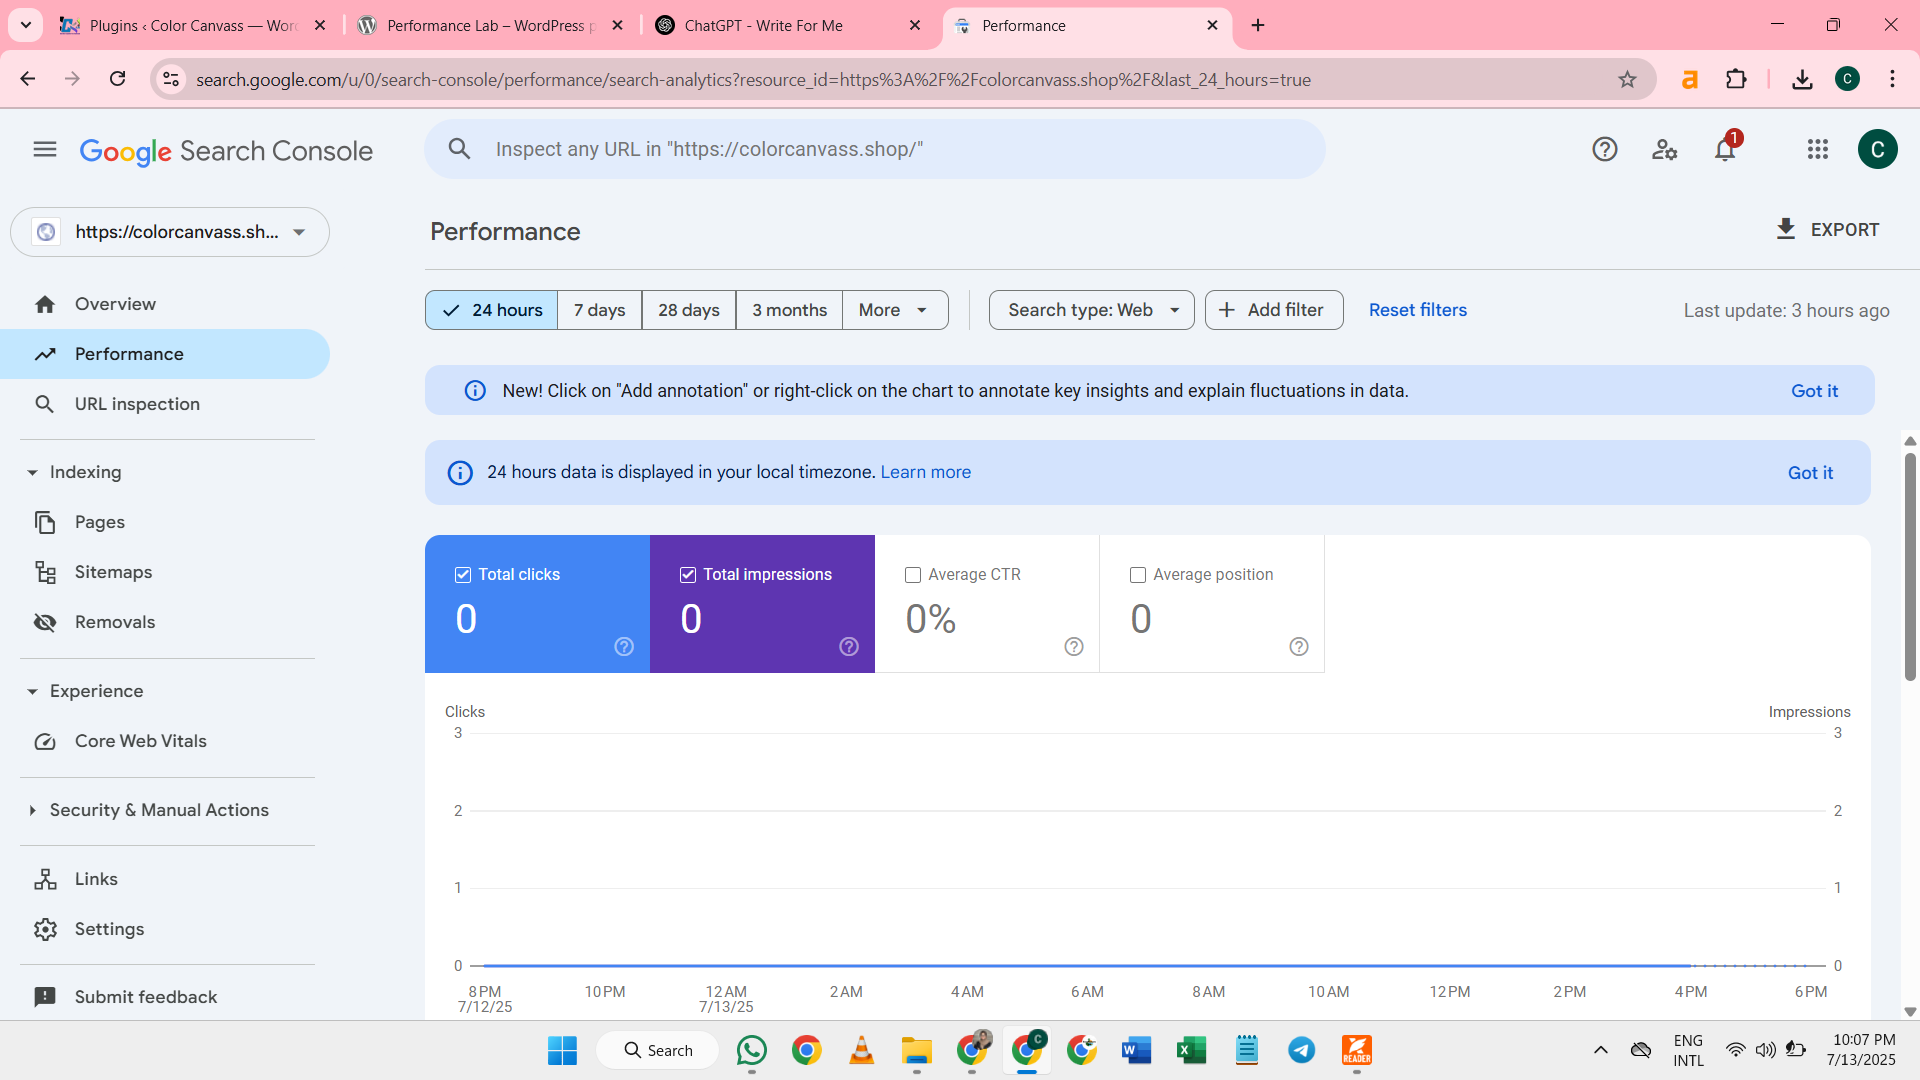 Plugins ‹ Color Canvass — Word
Performance Lab – WordPress p
ChatGPT - Write For Me
Performance
search.google.com/u/0/search-console/performance/search-analytics?resource_id=https%3A%2F%2Fcolorcanvass.shop%2F&last_24_hours=true
a
C
Google Search Console
Inspect any URL in "https://colorcanvass.shop/"
1
C
https://colorcanvass.sh...
Performance
EXPORT
Overview
Performance
URL inspection
Indexing
Pages
Sitemaps
Removals
Experience
Core Web Vitals
Security & Manual Actions
Links
Settings
Submit feedback
24 hours
7 days
28 days
3 months
More
Search type: Web
Add filter
Reset filters
Last update: 3 hours ago
New! Click on "Add annotation" or right-click on the chart to annotate key insights and explain fluctuations in data.
Got it
24 hours data is displayed in your local timezone. Learn more
Got it
Total clicks
0
Total impressions
0
Average CTR
0%
Average position
0
Clicks
Impressions
3
3
2
2
1
1
0
0
8 PM
7/12/25
10 PM
12 AM
7/13/25
2 AM
4 AM
6 AM
8 AM
10 AM
12 PM
2 PM
4 PM
6 PM
Search
C
W
X
READER
ENG
INTL
10:07 PM
7/13/2025